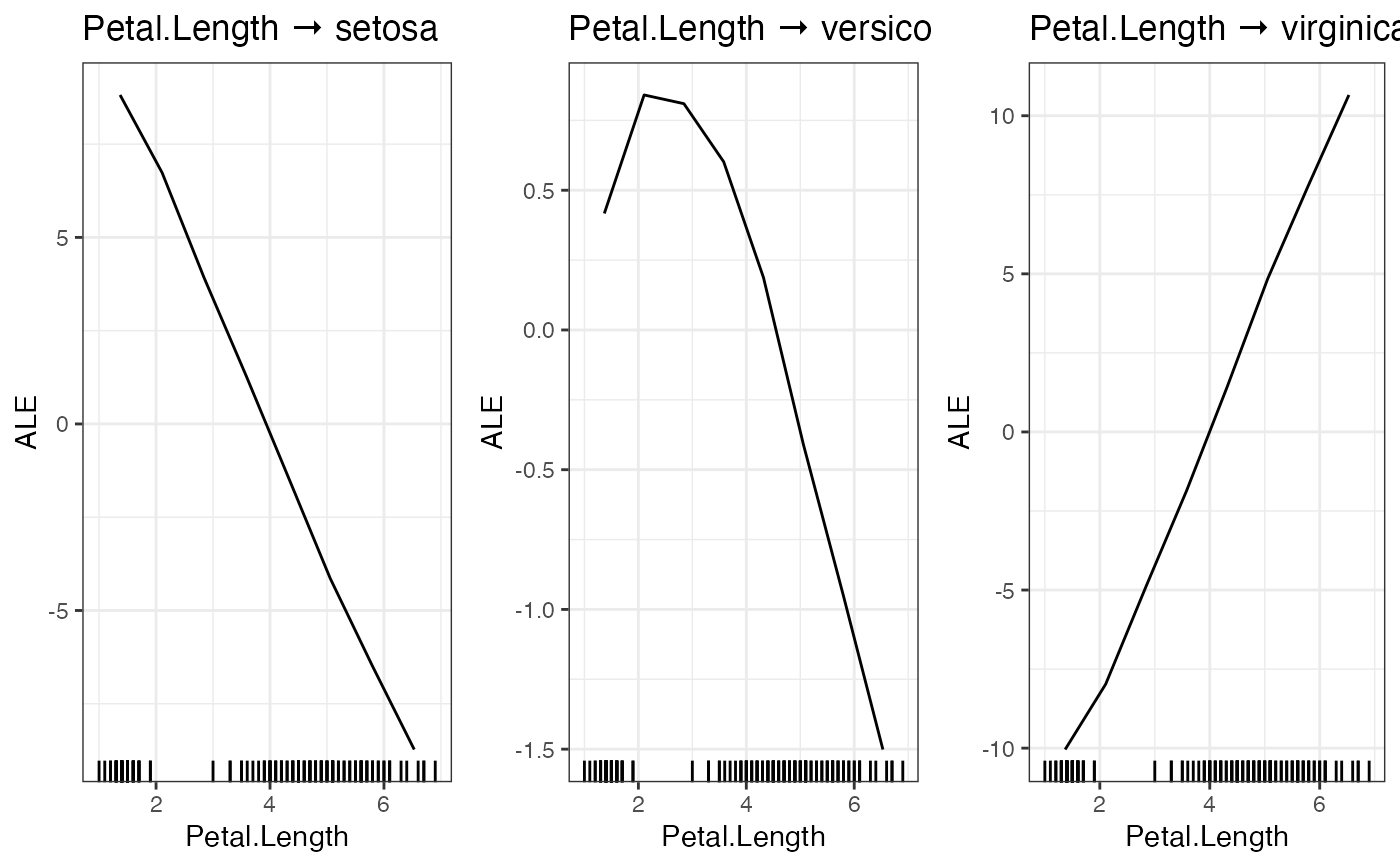 Petal.Length → setosa
5
0
-5
ALE
2 4 6
Petal.Length
Petal.Length → versico
0.5
0.0
-0.5
-1.0
-1.5
ALE
2 4 6
Petal.Length
Petal.Length → virginica
10
5
0
-5
-10
ALE
2 4 6
Petal.Length